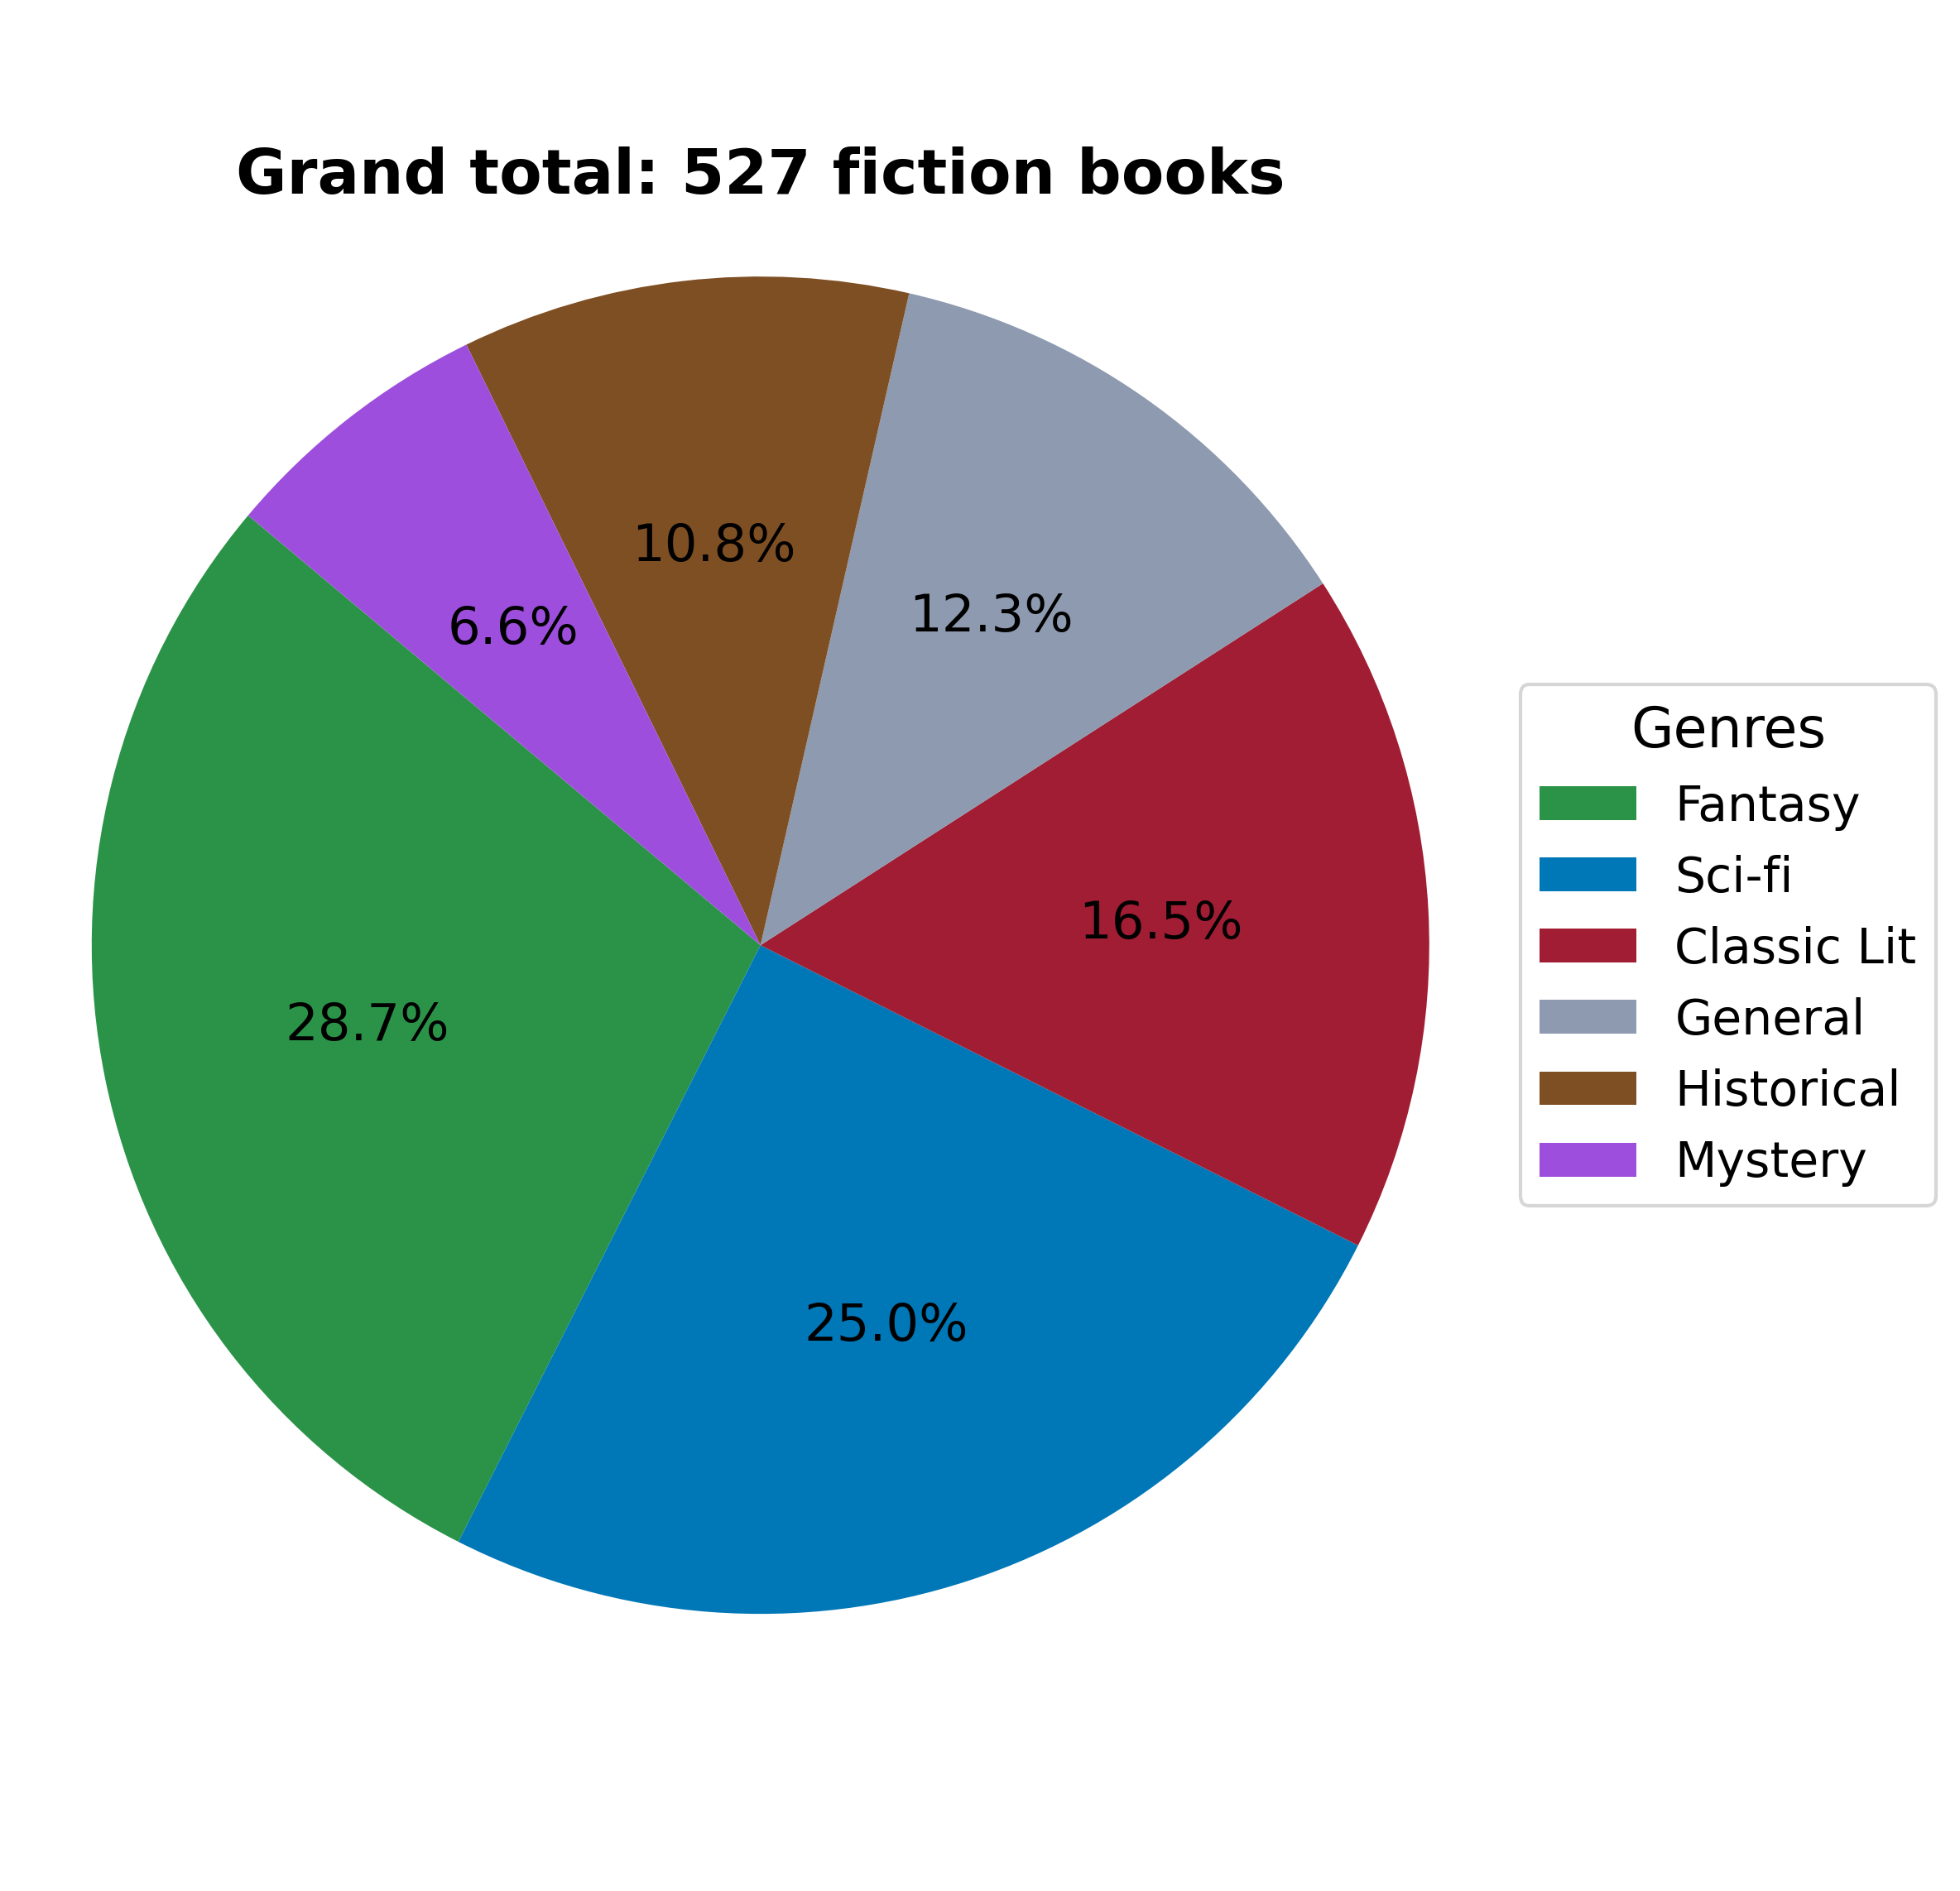 Grand total: 527 fiction books
10.8%
12.3%
6.6%
16.5%
28.7%
25.0%
Genres
Fantasy
Sci-fi
Classic Lit
General
Historical
Mystery